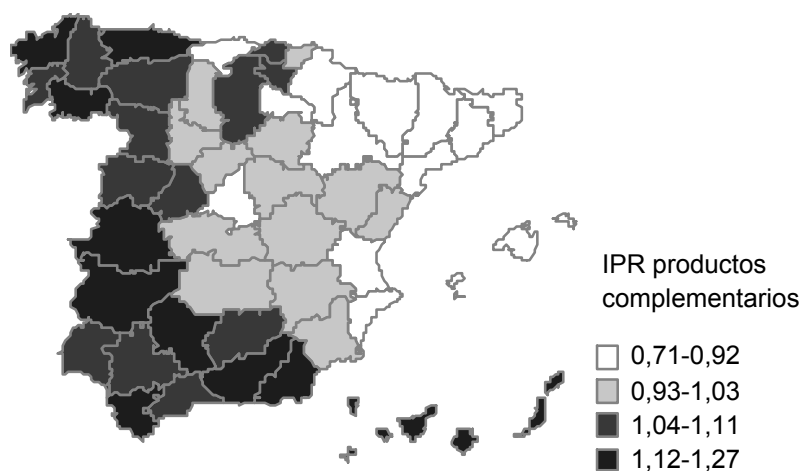 IPR productos
complementarios
0,71-0,92
0,93-1,03
1,04-1,11
1,12-1,27